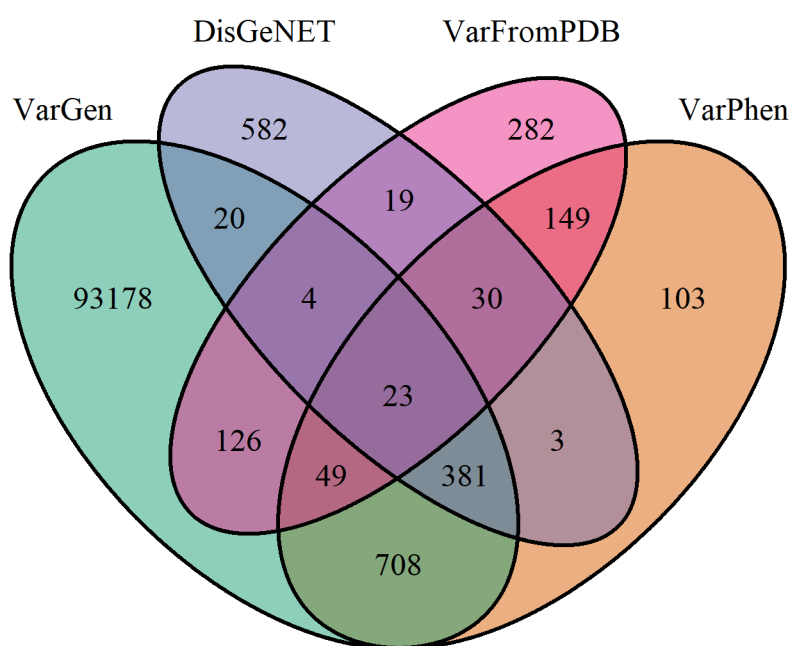 DisGeNET VarFromPDB
VarGen VarPhen
582 282
20 19 149
93178 4 30 103
23
126 49 381 3
708